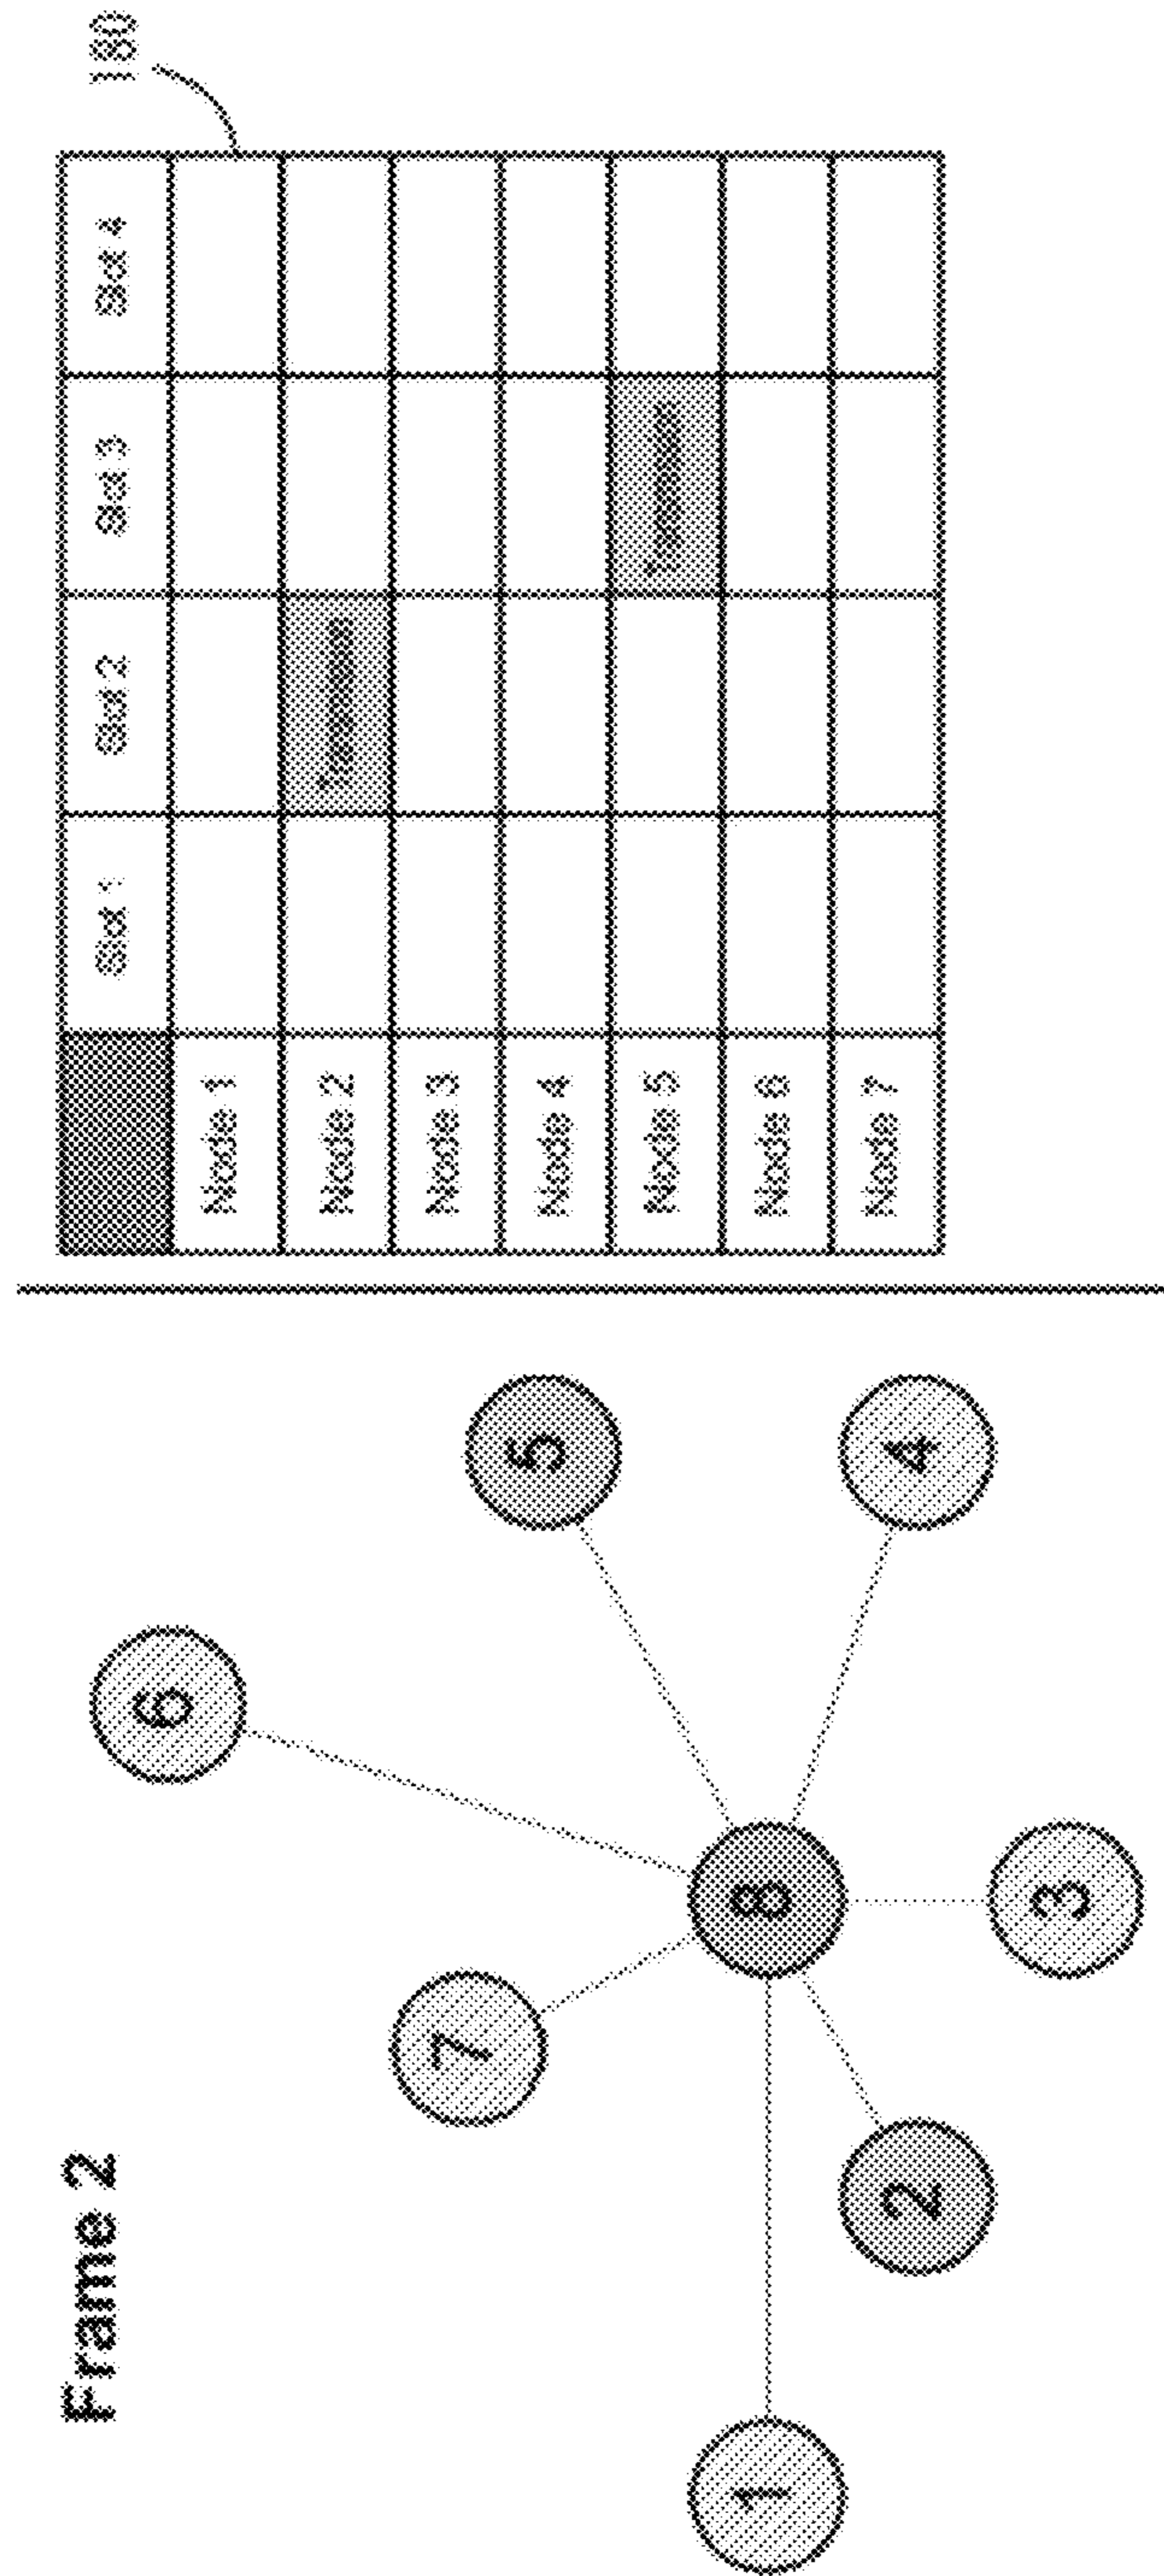 Frame 2
6
5
7
8
4
1
2
3
180
Slot 1 Slot 2 Slot 3 Slot 4
Node 1
Node 2
Node 3
Node 4
Node 5
Node 6
Node 7